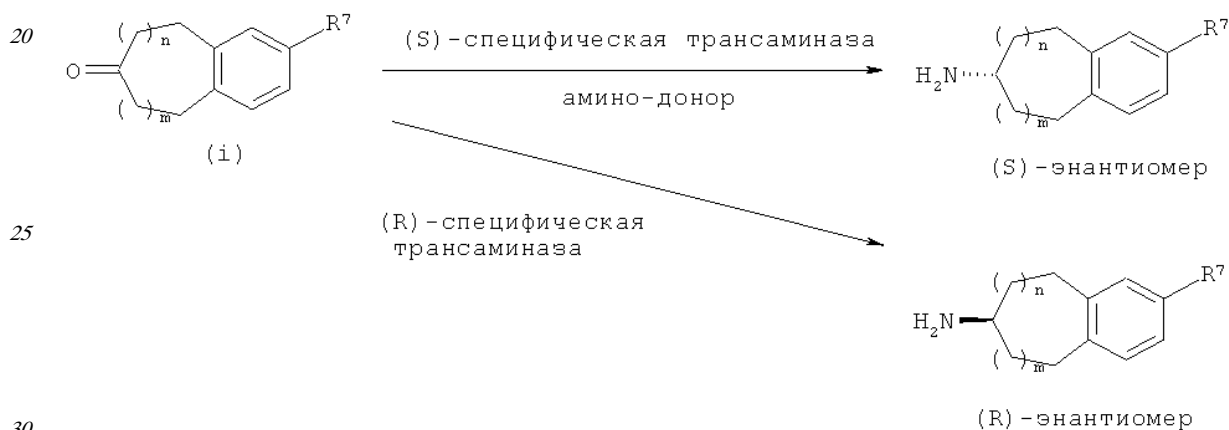 20
R⁷
( )n
(S)-специфическая трансаминаза
R⁷
( )n
O
H₂N
амино-донор
( )m
( )m
(i)
(S)-энантиомер
25
(R)-специфическая
трансаминаза
R⁷
( )n
H₂N
( )m
30
(R)-энантиомер